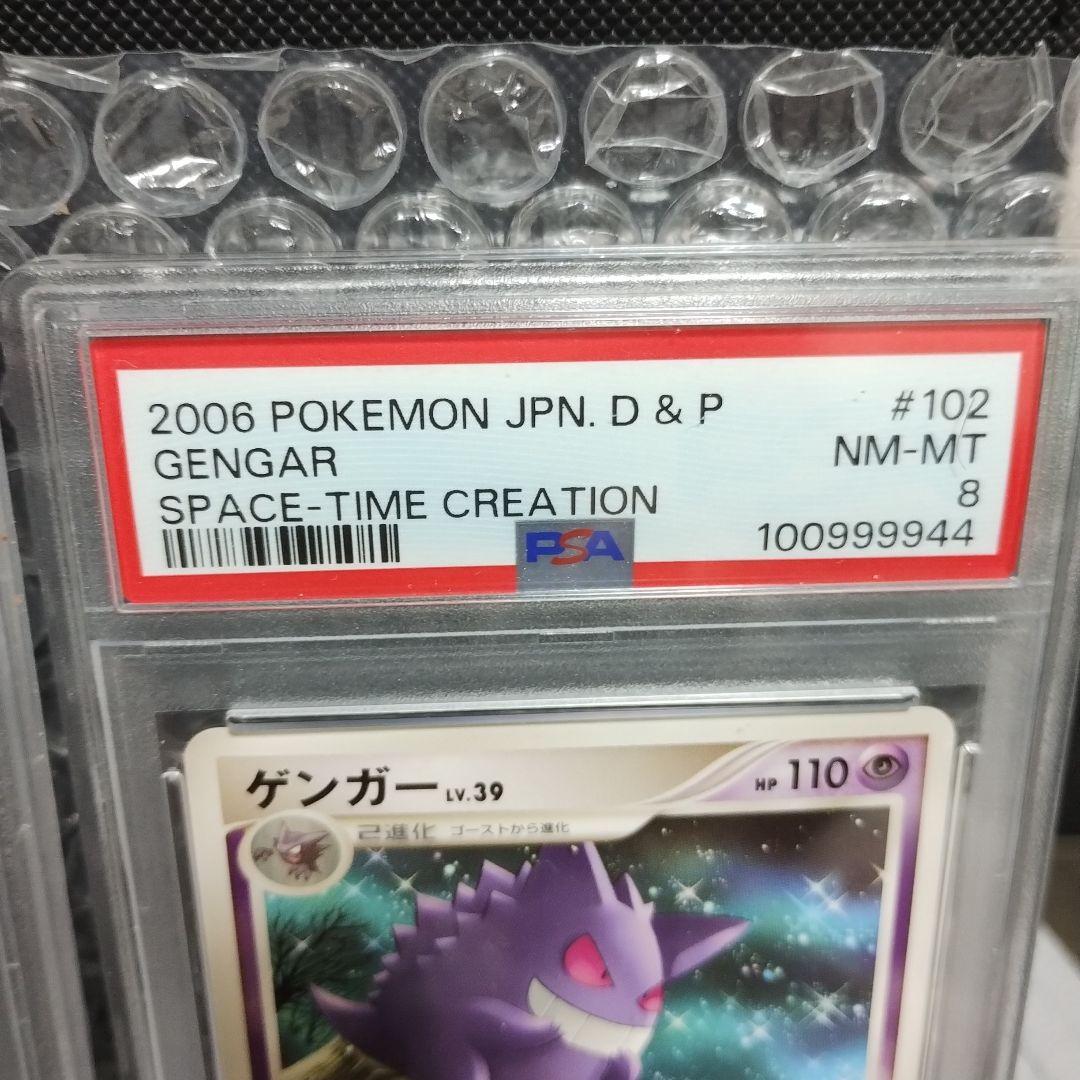 2006 POKEMON JPN. D & P #102
GENGAR NM-MT
SPACE-TIME CREATION 8
PSA 100999944
ゲンガー LV.39 HP 110
2進化 ゴーストから進化